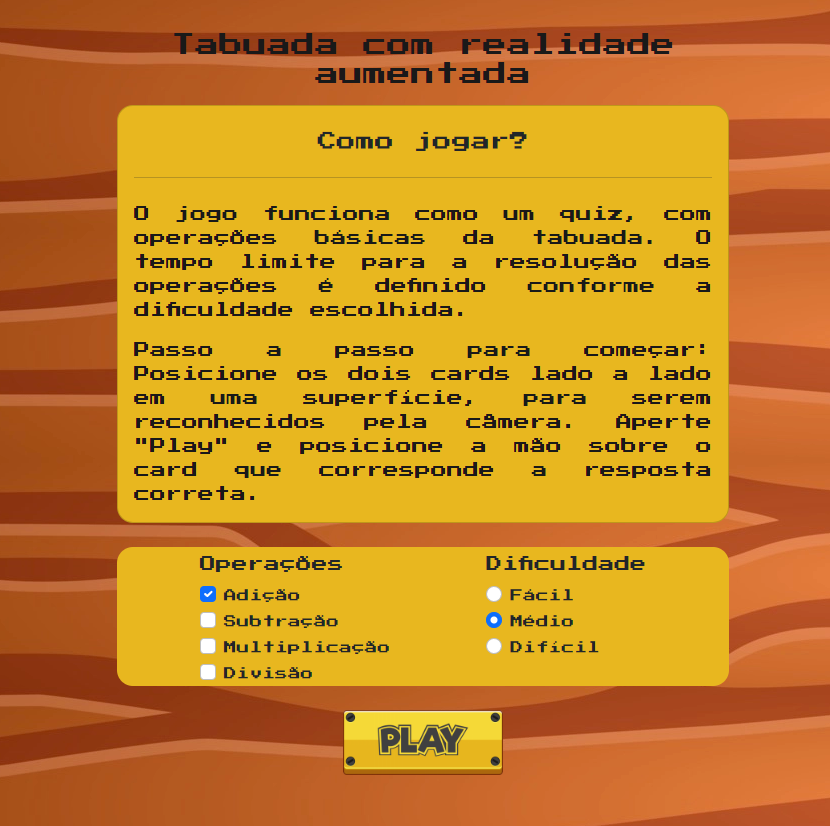 Tabuada com realidade
aumentada
Como jogar?
O jogo funciona como um quiz, com
operações básicas da tabuada. O
tempo limite para a resolução das
operações é definido conforme a
dificuldade escolhida.
Passo a passo para começar:
Posicione os dois cards lado a lado
em uma superfície, para serem
reconhecidos pela câmera. Aperte
"Play" e posicione a mão sobre o
card que corresponde a resposta
correta.
Operações
Adição
Subtração
Multiplicação
Divisão
Dificuldade
Fácil
Médio
Difícil
PLAY